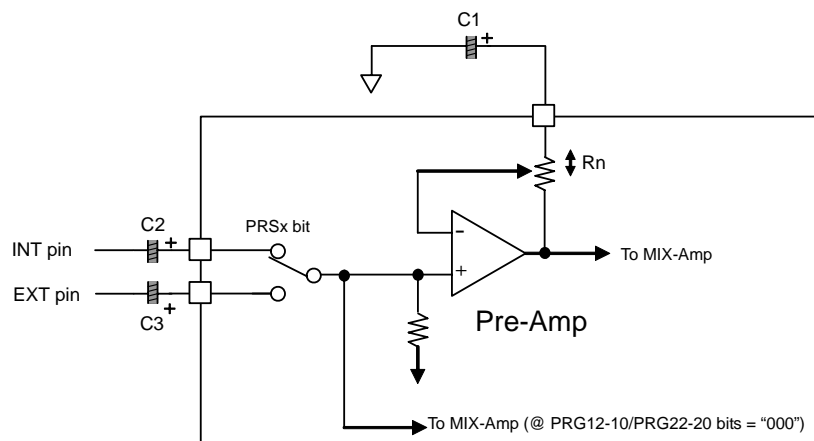 C1
+
Rn
C2
+
PRSx bit
INT pin
-
To MIX-Amp
EXT pin
+
+
C3
Pre-Amp
To MIX-Amp (@ PRG12-10/PRG22-20 bits = “000”)